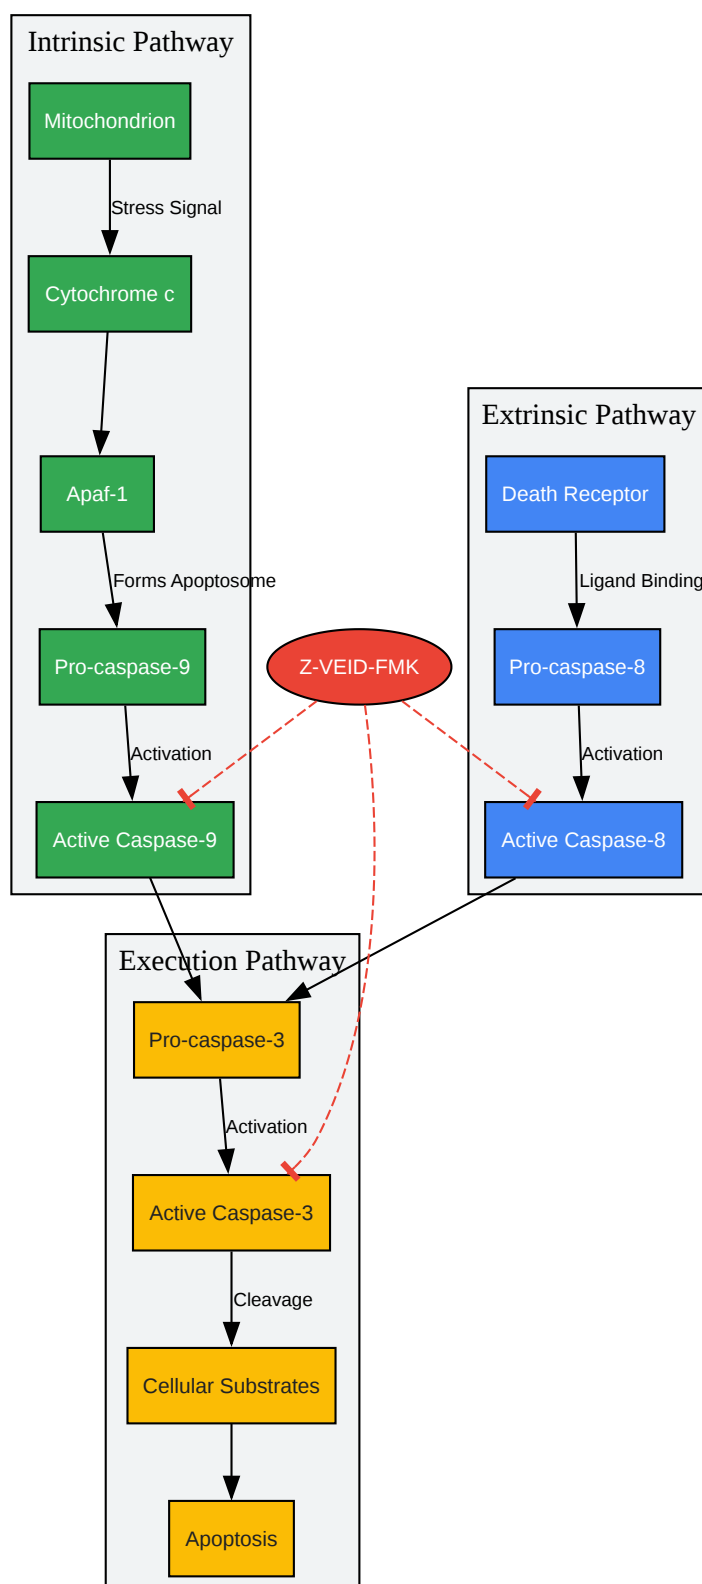 Intrinsic Pathway
Mitochondrion
Stress Signal
Cytochrome c
Apaf-1
Forms Apoptosome
Pro-caspase-9
Activation
Active Caspase-9
Extrinsic Pathway
Death Receptor
Ligand Binding
Pro-caspase-8
Activation
Active Caspase-8
Z-VEID-FMK
Execution Pathway
Pro-caspase-3
Activation
Active Caspase-3
Cleavage
Cellular Substrates
Apoptosis